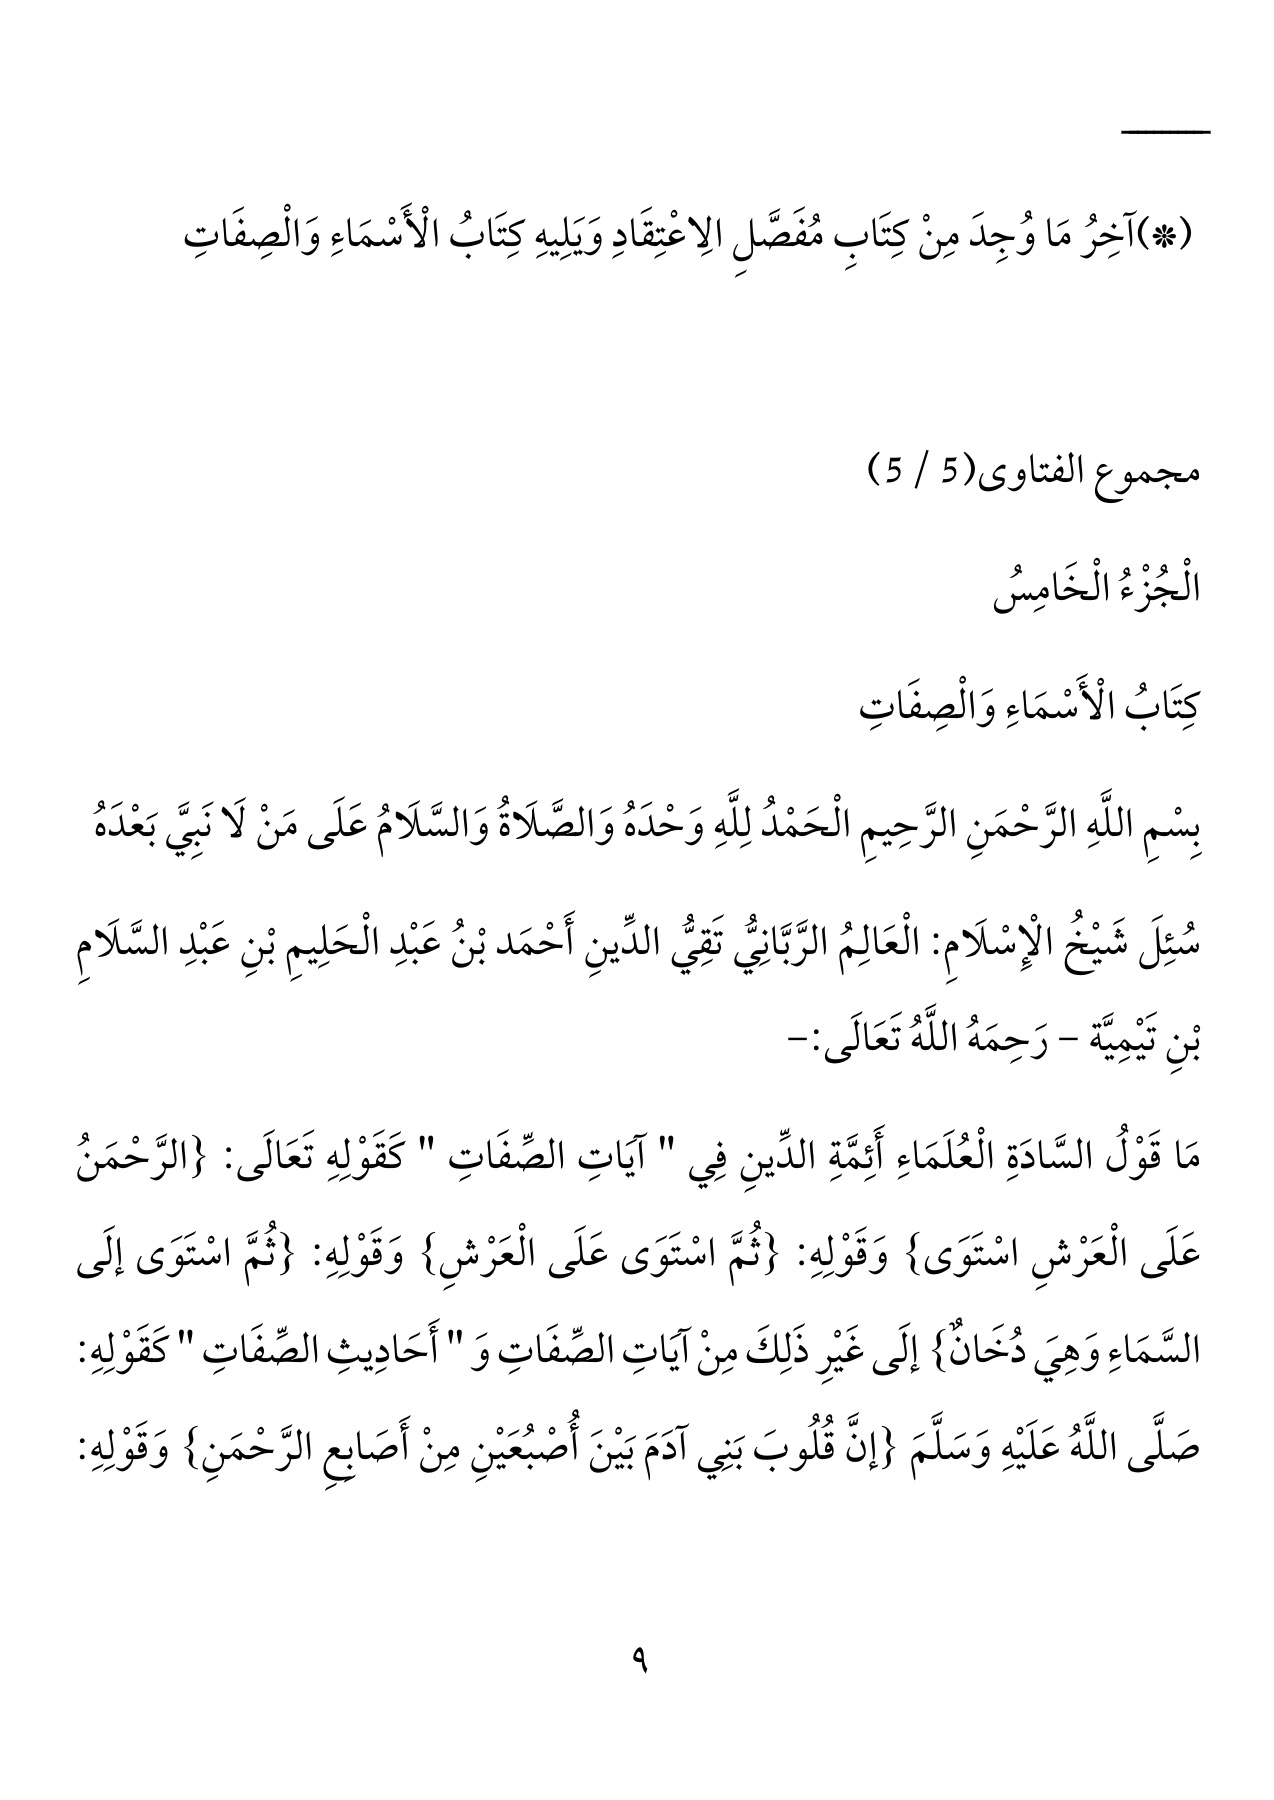 (*)آخِرُ مَا وُجِدَ مِنْ كِتَابِ مُفَصَّلِ الِاعْتِقَادِ وَيَلِيهِ كِتَابُ الْأَسْمَاءِ وَالْصِفَاتِ
مجموع الفتاوى(5 / 5)
الْجُزْءُ الْخَامِسُ
كِتَابُ الْأَسْمَاءِ وَالْصِفَاتِ
بِسْمِ اللَّهِ الرَّحْمَنِ الرَّحِيمِ الْحَمْدُ لِلَّهِ وَحْدَهُ وَالصَّلَاةُ وَالسَّلَامُ عَلَى مَنْ لَا نَبِيَّ بَعْدَهُ
سُئِلَ شَيْخُ الْإِسْلَامِ: الْعَالِمُ الرَّبَّانِيُّ تَقِيُّ الدِّينِ أَحْمَد بْنُ عَبْدِ الْحَلِيمِ بْنِ عَبْدِ السَّلَامِ
بْنِ تَيْمِيَّة – رَحِمَهُ اللَّهُ تَعَالَى:–
مَا قَوْلُ السَّادَةِ الْعُلَمَاءِ أَئِمَّةِ الدِّينِ فِي " آيَاتِ الصِّفَاتِ " كَقَوْلِهِ تَعَالَى: {الرَّحْمَنُ
عَلَى الْعَرْشِ اسْتَوَى} وَقَوْلِهِ: {ثُمَّ اسْتَوَى عَلَى الْعَرْشِ} وَقَوْلِهِ: {ثُمَّ اسْتَوَى إلَى
السَّمَاءِ وَهِيَ دُخَانٌ} إلَى غَيْرِ ذَلِكَ مِنْ آيَاتِ الصِّفَاتِ وَ " أَحَادِيثِ الصِّفَاتِ " كَقَوْلِهِ:
صَلَّى اللَّهُ عَلَيْهِ وَسَلَّمَ {إنَّ قُلُوبَ بَنِي آدَمَ بَيْنَ أُصْبُعَيْنِ مِنْ أَصَابِعِ الرَّحْمَنِ} وَقَوْلِهِ:
٩